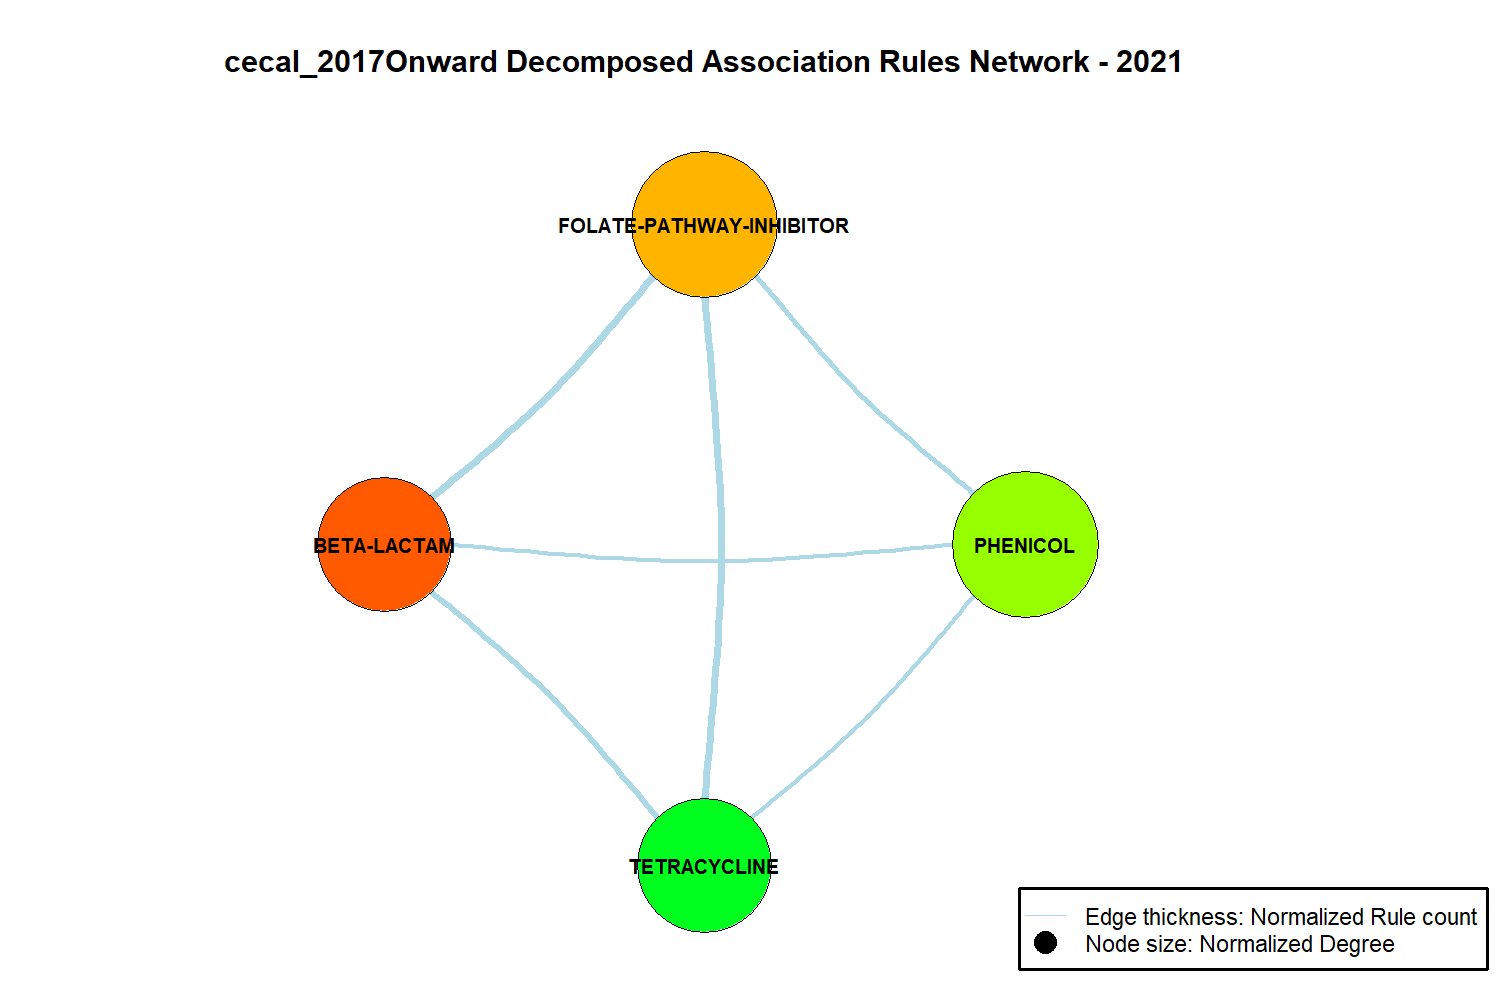 cecal_2017Onward Decomposed Association Rules Network - 2021
FOLATE-PATHWAY-INHIBITOR
BETA-LACTAM
PHENICOL
TETRACYCLINE
Edge thickness: Normalized Rule count
Node size: Normalized Degree